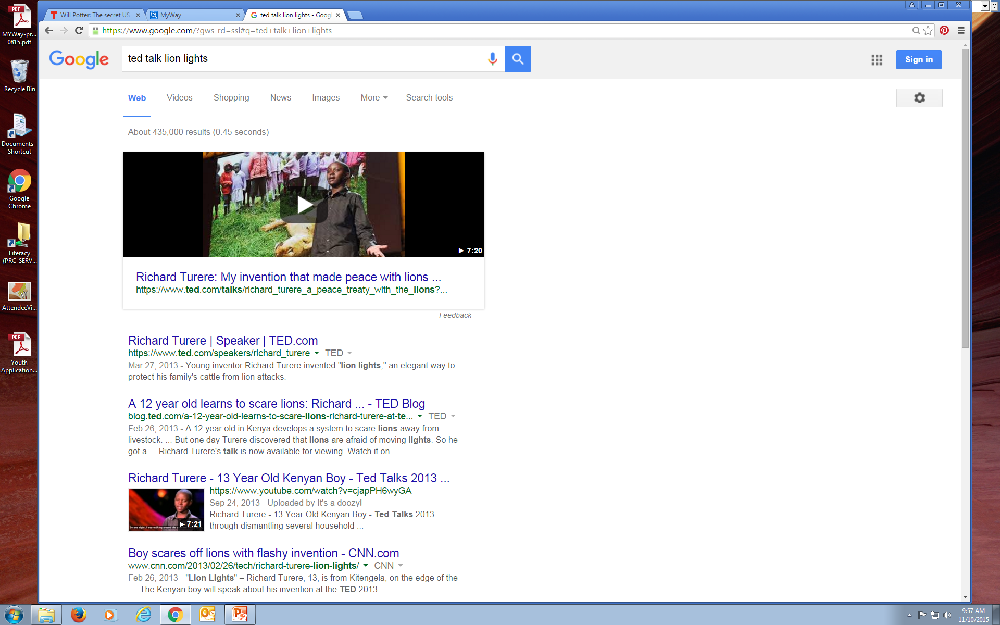 Will Potter: The secret US
MyWay
ted talk lion lights - Goog
https://www.google.com/?gws_rd=ssl#q=ted+talk+lion+lights
Google
ted talk lion lights
Sign in
Web Videos Shopping News Images More Search tools
About 435,000 results (0.45 seconds)
7:20
Richard Turere: My invention that made peace with lions ...
https://www.ted.com/talks/richard_turere_a_peace_treaty_with_the_lions?...
Feedback
Richard Turere | Speaker | TED.com
https://www.ted.com/speakers/richard_turere TED
Mar 27, 2013 - Young inventor Richard Turere invented "lion lights," an elegant way to
protect his family's cattle from lion attacks.
A 12 year old learns to scare lions: Richard ... - TED Blog
blog.ted.com/a-12-year-old-learns-to-scare-lions-richard-turere-at-te... TED
Feb 26, 2013 - A 12 year old in Kenya develops a system to scare lions away from
livestock. ... But one day Turere discovered that lions are afraid of moving lights. So he
got a ... Richard Turere's talk is now available for viewing. Watch it on ...
Richard Turere - 13 Year Old Kenyan Boy - Ted Talks 2013 ...
7:21
https://www.youtube.com/watch?v=cjapPH6wyGA
Sep 24, 2013 - Uploaded by It's a doozy!
Richard Turere - 13 Year Old Kenyan Boy - Ted Talks 2013 ...
through dismantling several household ...
Boy scares off lions with flashy invention - CNN.com
www.cnn.com/2013/02/26/tech/richard-turere-lion-lights/ CNN
Feb 26, 2013 - "Lion Lights" – Richard Turere, 13, is from Kitengela, on the edge of the
.... The Kenyan boy will speak about his invention at the TED 2013 ...
PDF
MYWay-pr...
0815.pdf
Recycle Bin
Documents -
Shortcut
Google
Chrome
Literacy
(PRC-SERV...
AttendeeVi...
PDF
Youth
Application...
9:57 AM
11/10/2015